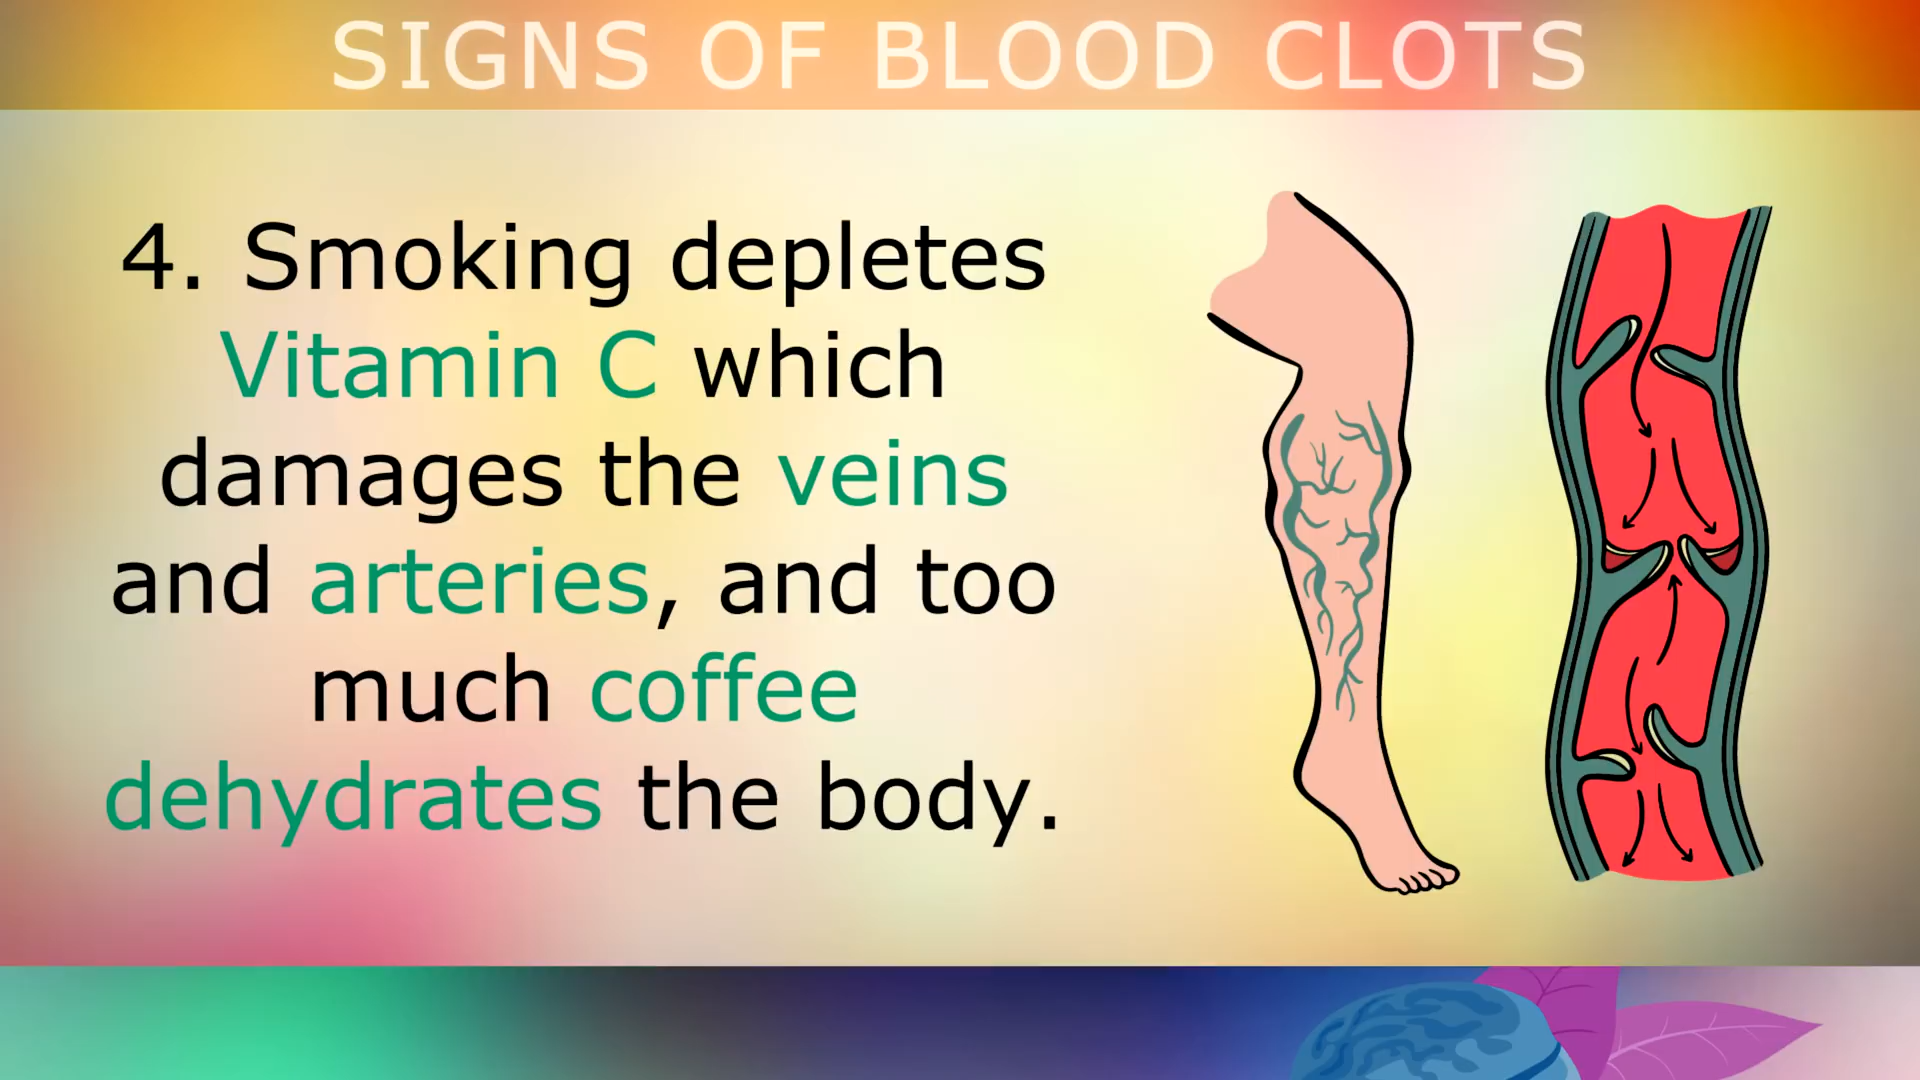 SIGNS OF BLOOD CLOTS
4. Smoking depletes
Vitamin C which
damages the veins
and arteries, and too
much coffee
dehydrates the body.